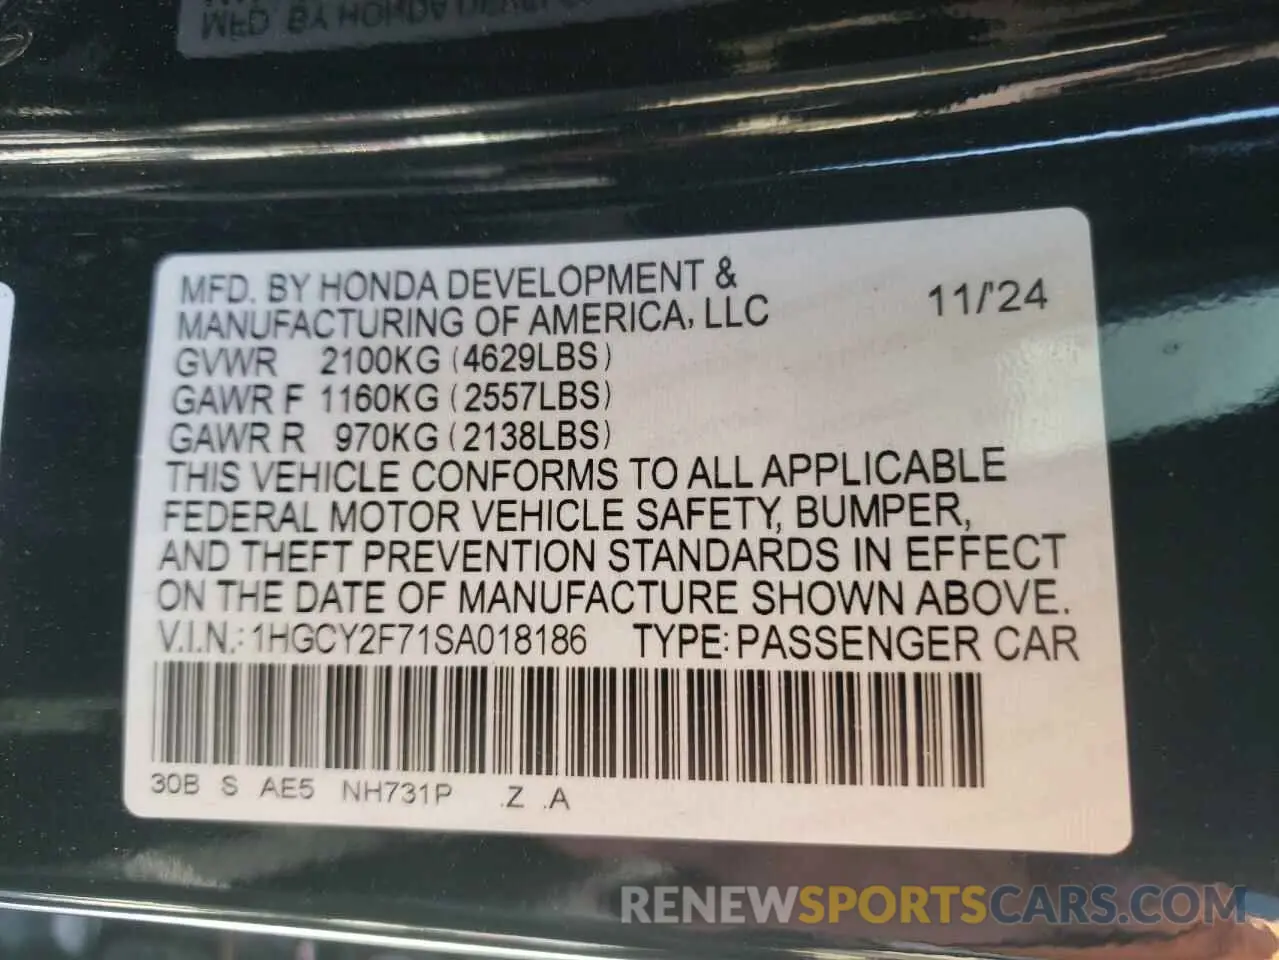 MFD. BY HONDA DEVELOPMENT &
MANUFACTURING OF AMERICA, LLC
11/'24
GVWR 2100KG (4629LBS)
GAWR F 1160KG (2557LBS)
GAWR R 970KG (2138LBS)
THIS VEHICLE CONFORMS TO ALL APPLICABLE
FEDERAL MOTOR VEHICLE SAFETY, BUMPER,
AND THEFT PREVENTION STANDARDS IN EFFECT
ON THE DATE OF MANUFACTURE SHOWN ABOVE.
V.I.N.: 1HGCY2F71SA018186 TYPE: PASSENGER CAR
30B S AE5 NH731P .Z .A
RENEWSPORTSCARS.COM